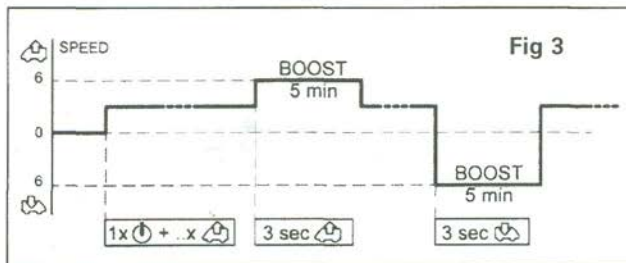 SPEED
Fig 3
6
BOOST
5 min
0
6
5 min
BOOST
1x + ..x
3 sec
3 sec